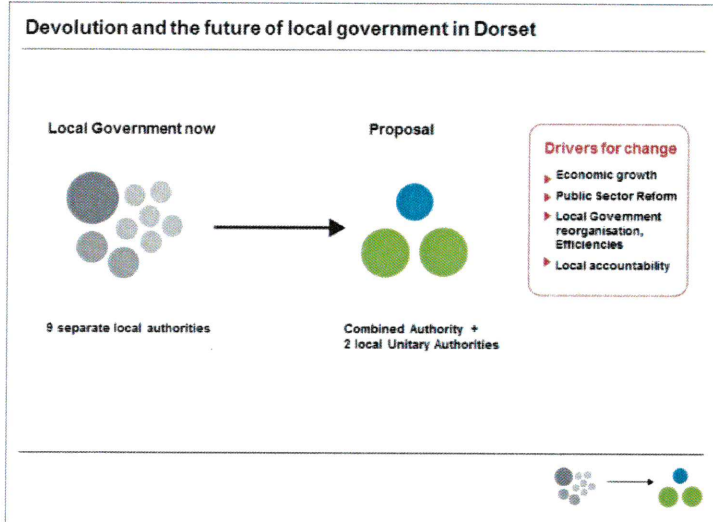 Devolution and the future of local government in Dorset
Local Government now
Proposal
9 separate local authorities
Combined Authority +
2 local Unitary Authorities
Drivers for change
Economic growth
Public Sector Reform
Local Government
reorganisation,
Efficiencies
Local accountability